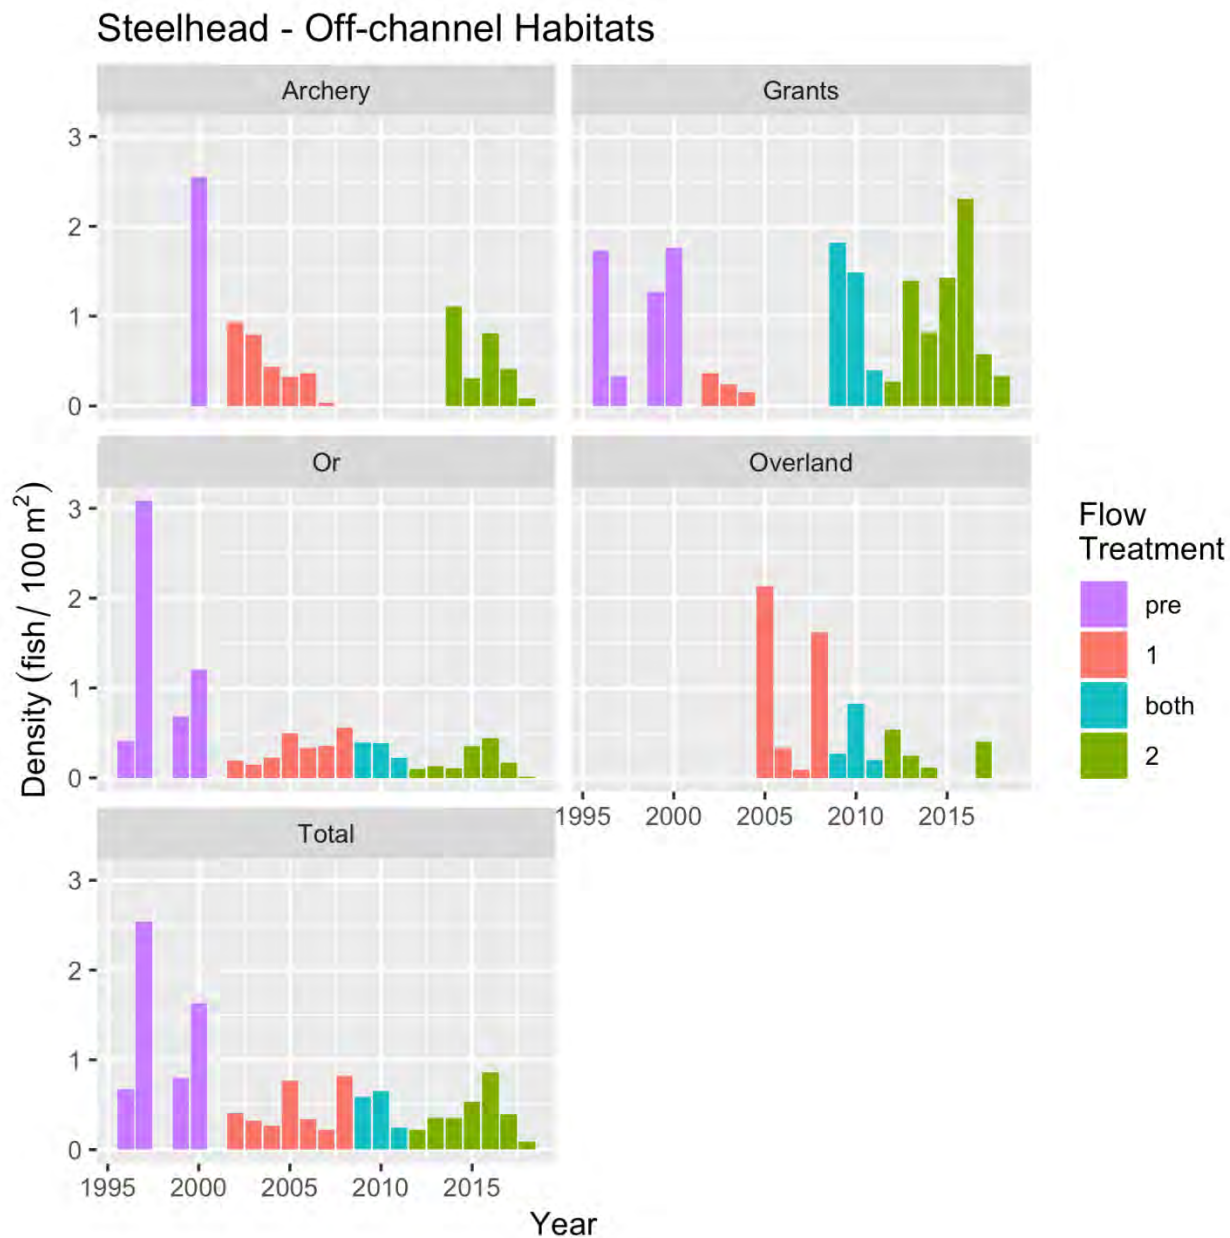 Steelhead - Off-channel Habitats
Archery
Grants
3
2
1
0
Or
Overland
3
2
1
0
1995 2000 2005 2010 2015
Total
3
2
1
0
1995 2000 2005 2010 2015
Year
Density (fish / 100 m²)
Flow
Treatment
pre
1
both
2